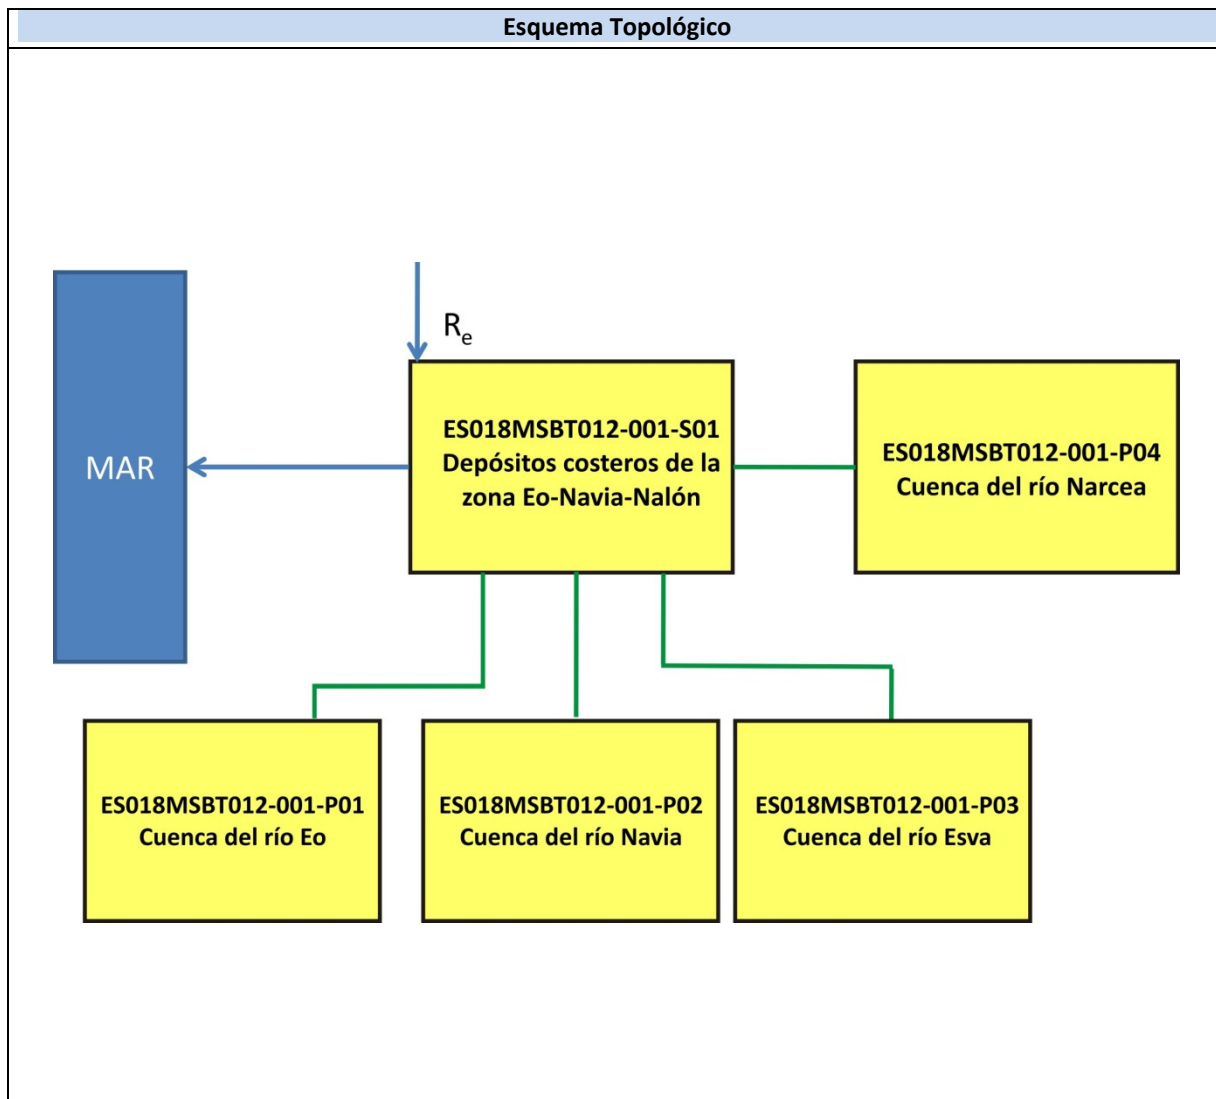 Esquema Topológico
Re
MAR
ES018MSBT012-001-S01
Depósitos costeros de la
zona Eo-Navia-Nalón
ES018MSBT012-001-P04
Cuenca del río Narcea
ES018MSBT012-001-P01
Cuenca del río Eo
ES018MSBT012-001-P02
Cuenca del río Navia
ES018MSBT012-001-P03
Cuenca del río Esva